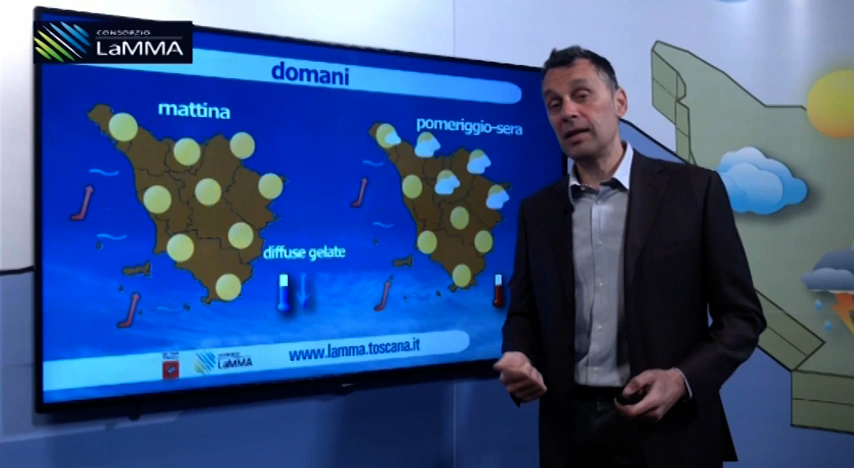 CONSORZIO
LaMMA
domani
mattina
pomeriggio-sera
diffuse gelate
LaMMA
www.lamma.toscana.it